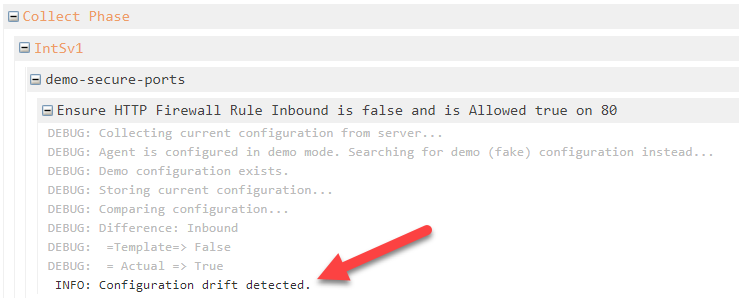 Collect Phase
IntSv1
demo-secure-ports
Ensure HTTP Firewall Rule Inbound is false and is Allowed true on 80
DEBUG: Collecting current configuration from server...
DEBUG: Agent is configured in demo mode. Searching for demo (fake) configuration instead...
DEBUG: Demo configuration exists.
DEBUG: Storing current configuration...
DEBUG: Comparing configuration...
DEBUG: Difference: Inbound
DEBUG:  =Template=> False
DEBUG:  = Actual => True
INFO: Configuration drift detected.